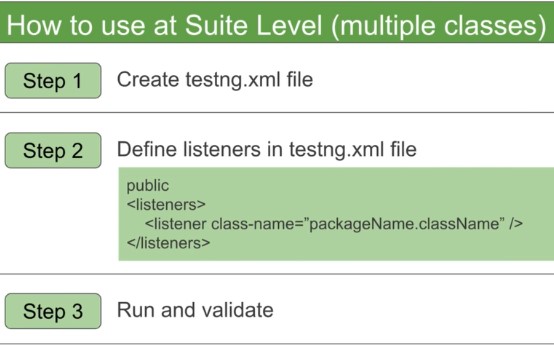 How to use at Suite Level (multiple classes)
Step 1
Create testng.xml file
Step 2
Define listeners in testng.xml file
public
<listeners>
<listener class-name=”packageName.className” />
</listeners>
Step 3
Run and validate